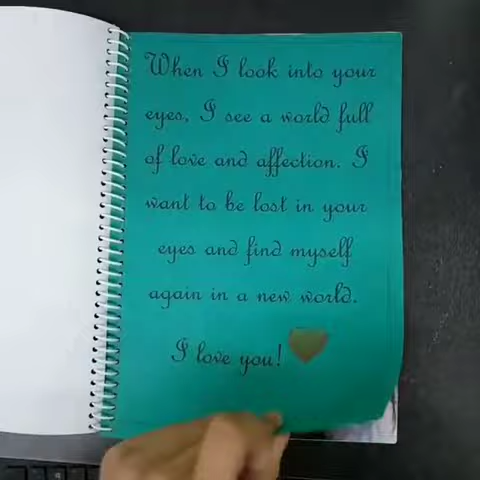 When I look into your
eyes, I see a world full
of love and affection. I
want to be lost in your
eyes and find myself
again in a new world.
I love you!